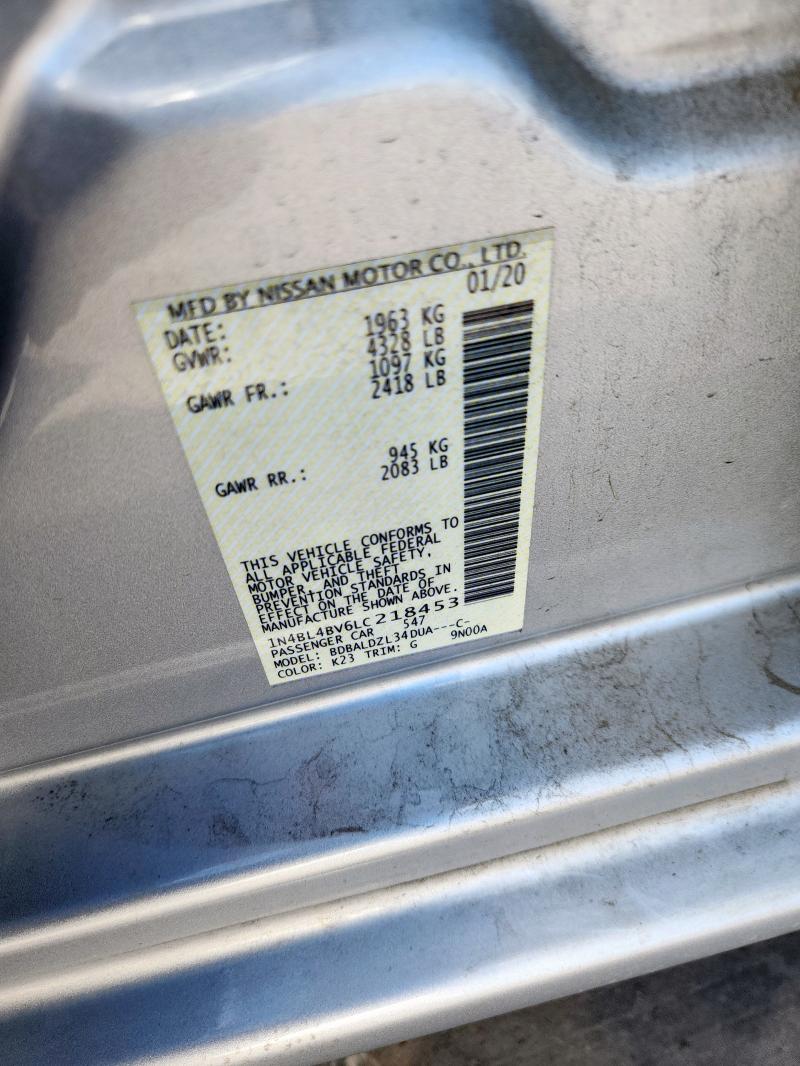 MFD BY NISSAN MOTOR CO., LTD.
DATE: 01/20
GVWR: 1963 KG
4328 LB
GAWR FR.: 1097 KG
2418 LB
GAWR RR.: 945 KG
2083 LB
THIS VEHICLE CONFORMS TO
ALL APPLICABLE FEDERAL
MOTOR VEHICLE SAFETY,
BUMPER, AND THEFT
PREVENTION STANDARDS IN
EFFECT ON THE DATE OF
MANUFACTURE SHOWN ABOVE.
1N4BL4BV6LC218453
PASSENGER CAR 547
MODEL: BDBALDZL34DUA---C-
COLOR: K23 TRIM: G 9N00A